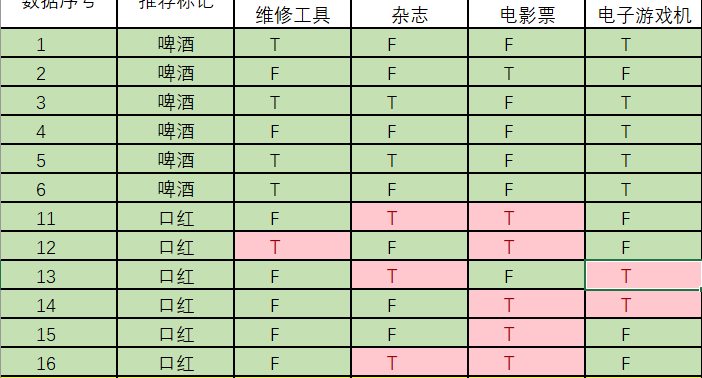 数据序号 推荐标记 维修工具 杂志 电影票 电子游戏机
1 啤酒 T F F T
2 啤酒 F F T F
3 啤酒 T T F T
4 啤酒 F F F T
5 啤酒 T T F T
6 啤酒 T F F T
11 口红 F T T F
12 口红 T F T F
13 口红 F T F T
14 口红 F F T T
15 口红 F F T F
16 口红 F T T F